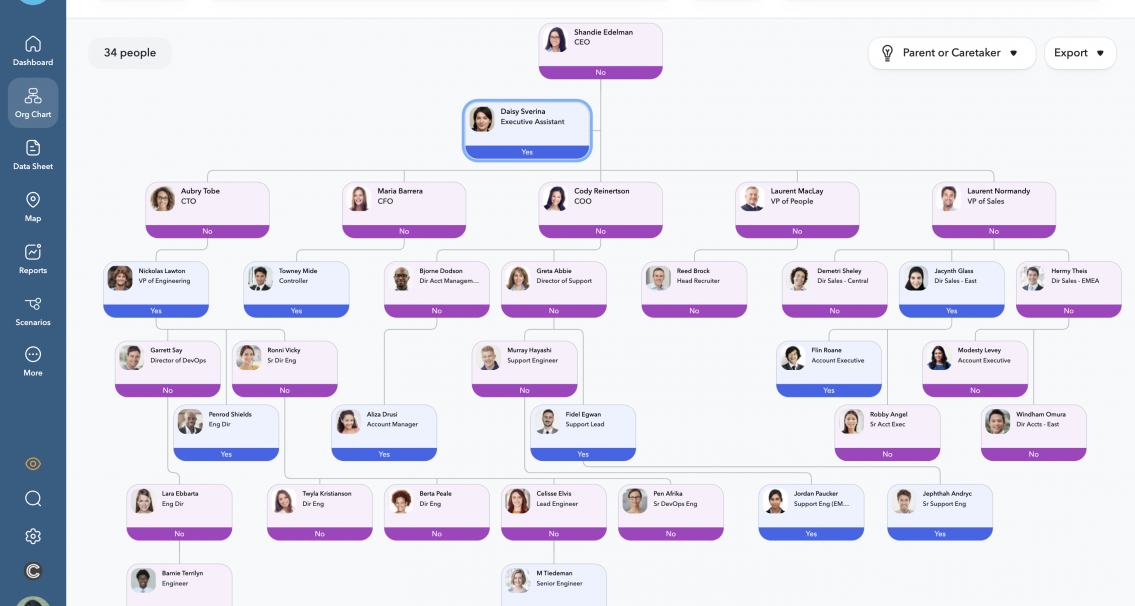 34 people
Parent or Caretaker
Export
Dashboard
Org Chart
Data Sheet
Map
Reports
Scenarios
More
Shandie Edelman
CEO
No
Daisy Sverina
Executive Assistant
Yes
Aubry Tobe
CTO
No
Maria Barrera
CFO
No
Cody Reinertson
COO
No
Laurent MacLay
VP of People
No
Laurent Normandy
VP of Sales
No
Nickolas Lawton
VP of Engineering
Yes
Towney Mide
Controller
Yes
Bjorne Dodson
Dir Acct Managem...
No
Greta Abbie
Director of Support
No
Reed Brock
Head Recruiter
No
Demetri Sheley
Dir Sales - Central
No
Jacynth Glass
Dir Sales - East
Yes
Hermy Theis
Dir Sales - EMEA
No
Garrett Say
Director of DevOps
No
Ronni Vicky
Sr Dir Eng
No
Murray Hayashi
Support Engineer
No
Flin Roane
Account Executive
Yes
Modesty Levey
Account Executive
No
Penrod Shields
Eng Dir
Yes
Aliza Drusi
Account Manager
Yes
Fidel Egwan
Support Lead
Yes
Robby Angel
Sr Acct Exec
No
Windham Omura
Dir Accts - East
No
Lara Ebbarta
Eng Dir
No
Twyla Kristianson
Dir Eng
No
Berta Peale
Dir Eng
No
Celisse Elvis
Lead Engineer
No
Pen Afrika
Sr DevOps Eng
No
Jordan Paucker
Support Eng (EM...
Yes
Jephthah Andryc
Sr Support Eng
Yes
Barnie Terrilyn
Engineer
M Tiedeman
Senior Engineer